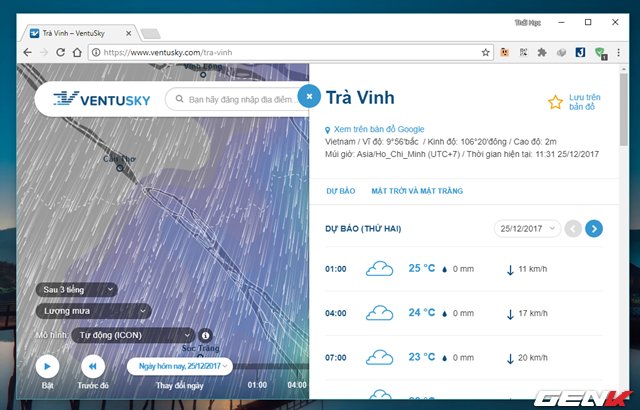 Thất Học
Trà Vinh – VentuSky
https://www.ventusky.com/tra-vinh
Vĩnh Long
VENTUSKY
Bạn hãy đăng nhập địa điểm...
Cần Thơ
Sóc Trăng
Sau 3 tiếng
Lượng mưa
Mô hình: Tự động (ICON)
Bật
Trước đó
Ngày hôm nay, 25/12/2017
Thay đổi ngày
01:00 04:00
Trà Vinh
Lưu trên
bản đồ
Xem trên bản đồ Google
Vietnam / Vĩ độ: 9°56'bắc / Kinh độ: 106°20'đông / Cao độ: 2m
Múi giờ: Asia/Ho_Chi_Minh (UTC+7) / Thời gian hiện tại: 11:31 25/12/2017
DỰ BÁO MẶT TRỜI VÀ MẶT TRĂNG
DỰ BÁO (THỨ HAI) 25/12/2017
01:00 25 °C 0 mm 11 km/h
04:00 24 °C 0 mm 17 km/h
07:00 23 °C 0 mm 20 km/h
GENK